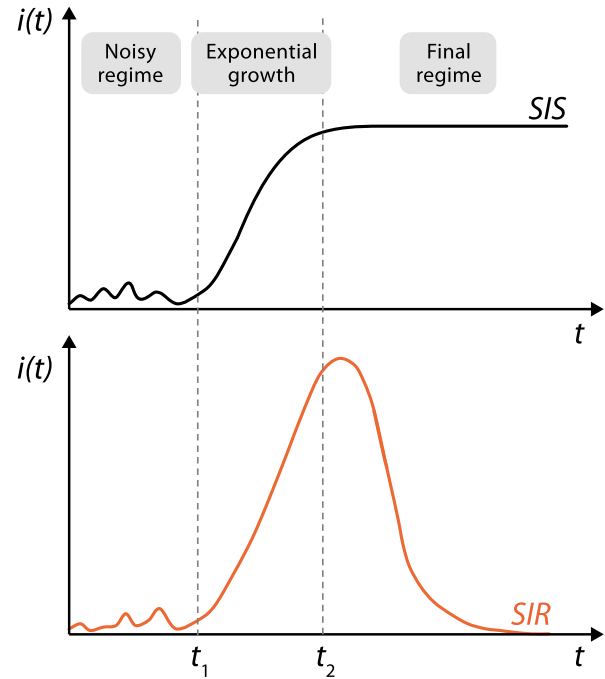 i(t)
Noisy
regime
Exponential
growth
Final
regime
SIS
t
i(t)
SIR
t₁
t₂
t